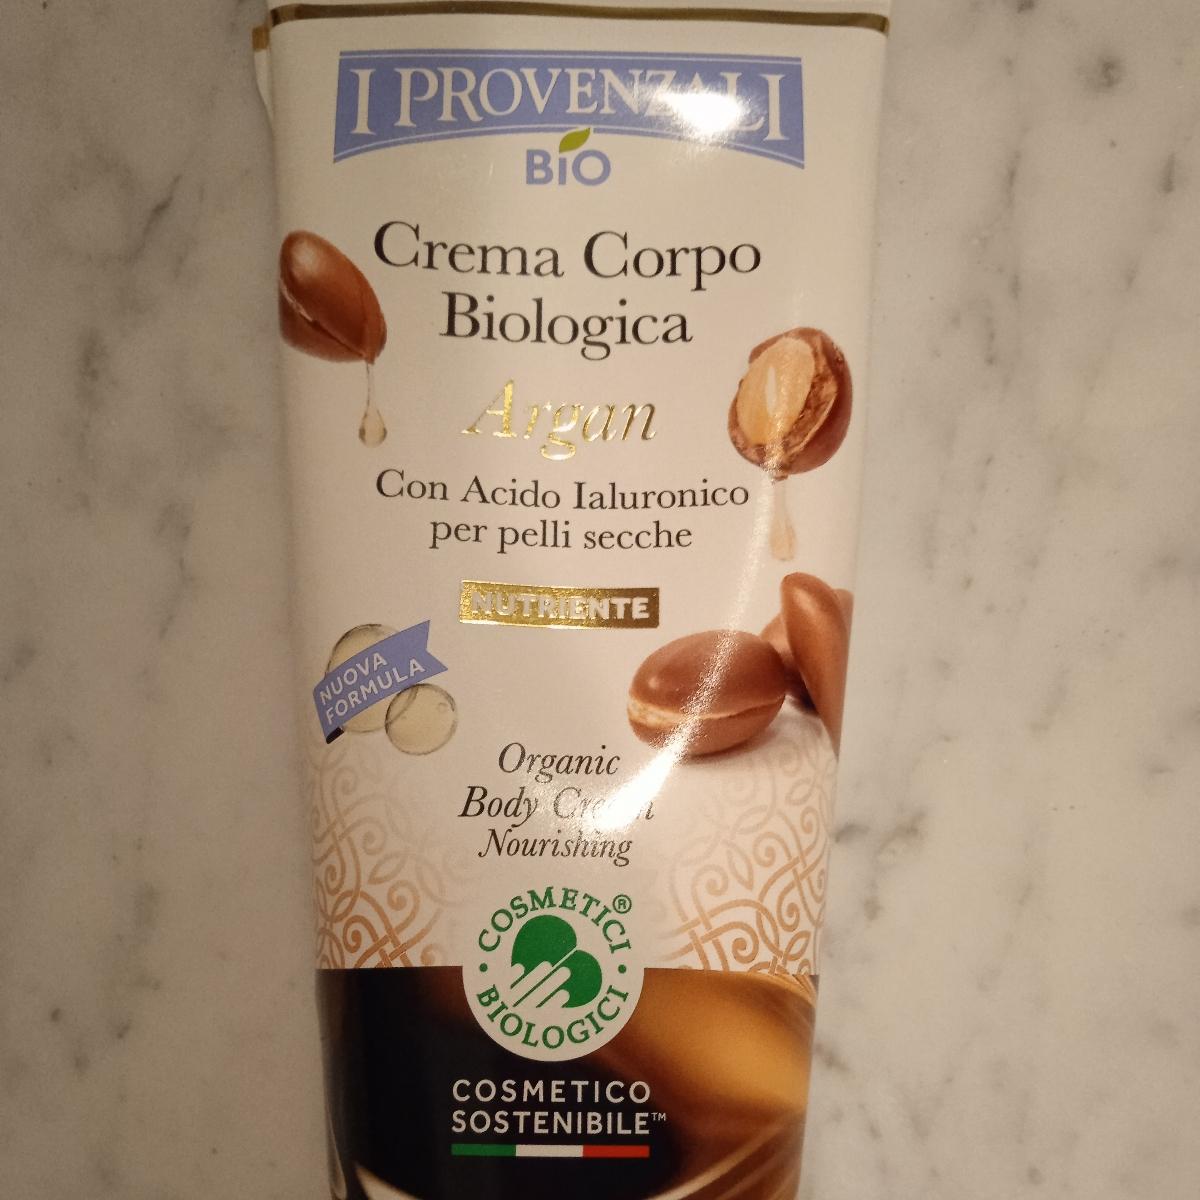 I PROVENZALI
BIO
Crema Corpo
Biologica
Argan
Con Acido Ialuronico
per pelli secche
NUTRIENTE
NUOVA
FORMULA
Organic
Body Cream
Nourishing
COSMETICI®
BIOLOGICI
COSMETICO
SOSTENIBILE™